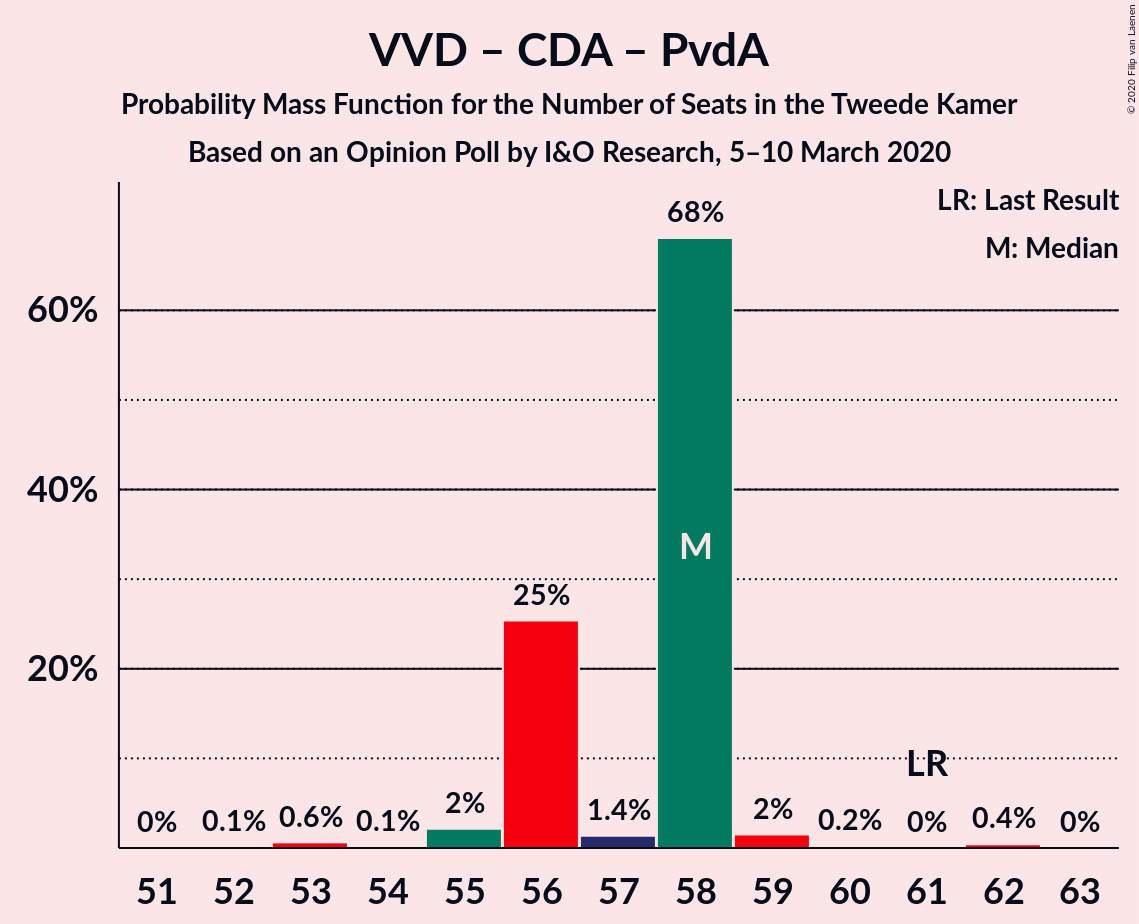 VVD – CDA – PvdA
Probability Mass Function for the Number of Seats in the Tweede Kamer
Based on an Opinion Poll by I&O Research, 5–10 March 2020
© 2020 Filip van Laenen
LR: Last Result
M: Median
60%
40%
20%
0% 0.1% 0.6% 0.1% 2% 25% 1.4% 68% 2% 0.2% 0% 0.4% 0%
M
LR
51 52 53 54 55 56 57 58 59 60 61 62 63